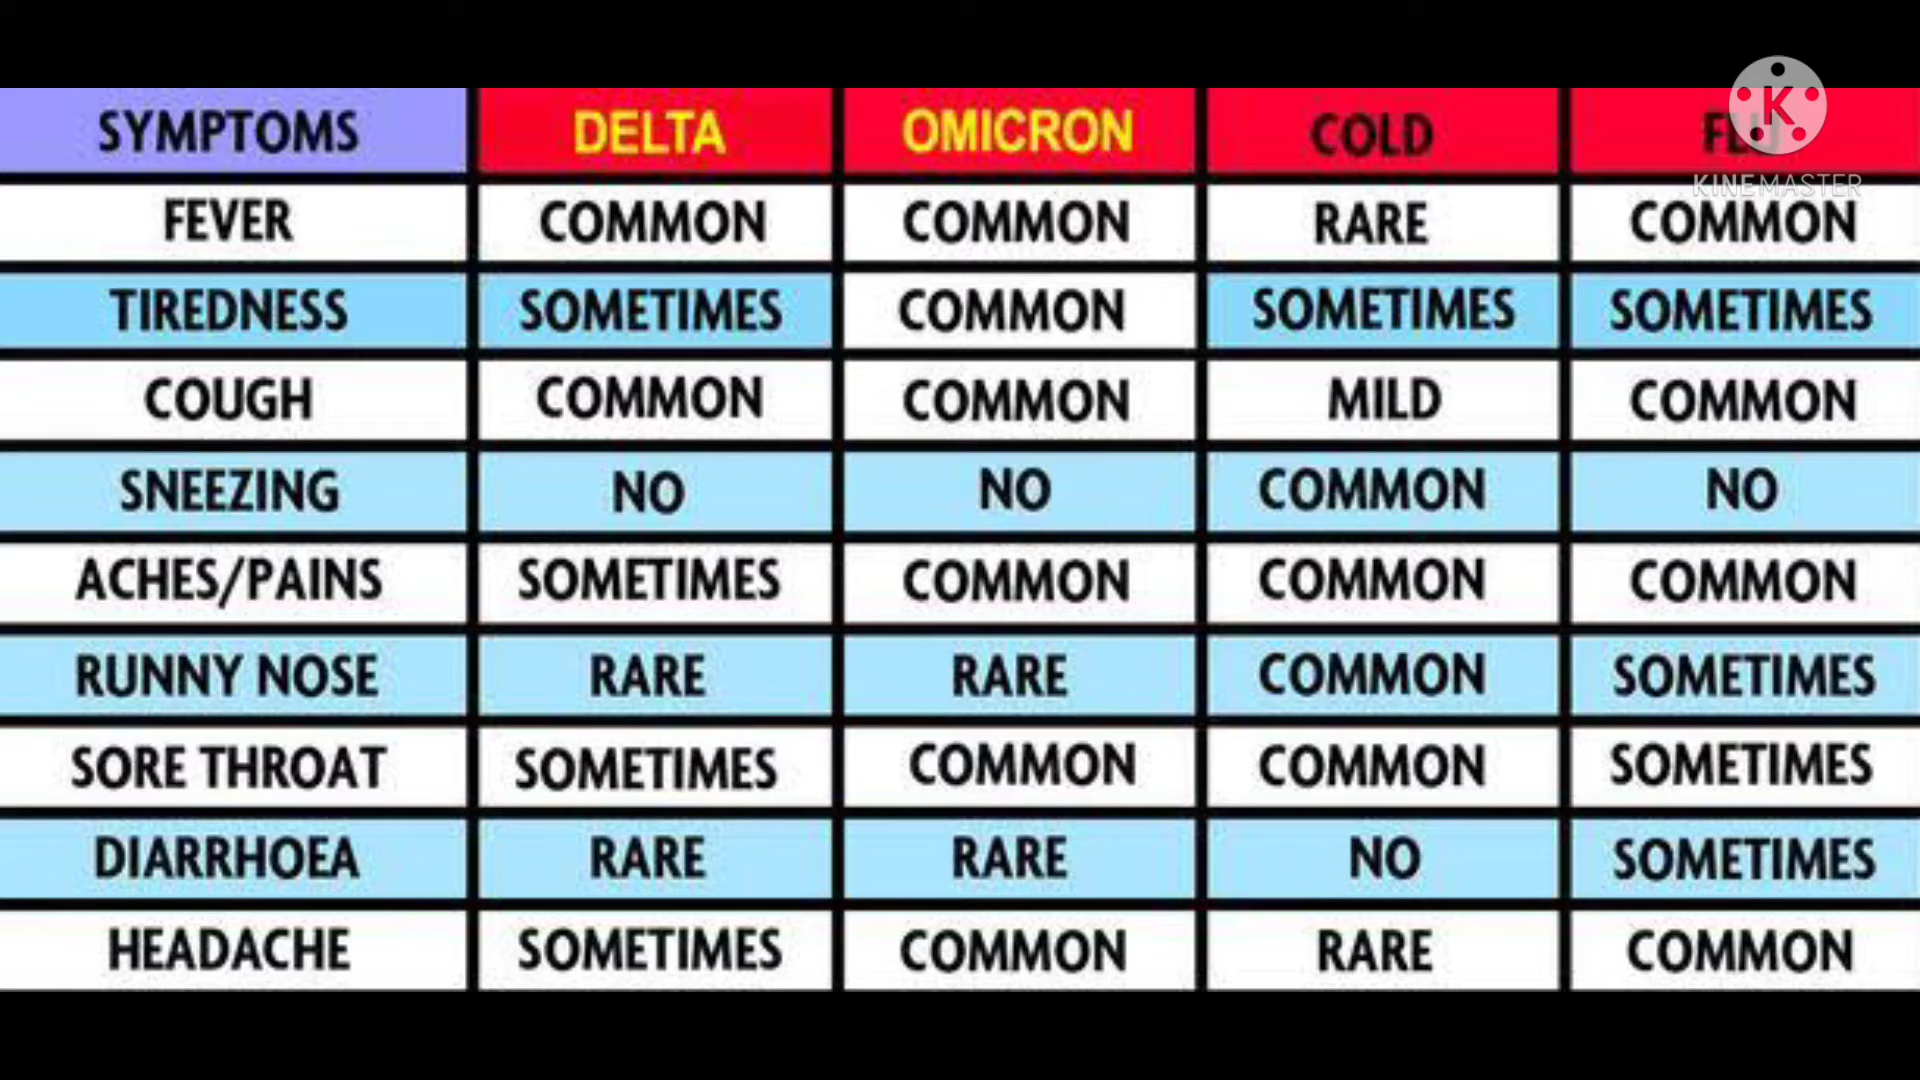 SYMPTOMS DELTA OMICRON COLD FLU
KINEMASTER
FEVER COMMON COMMON RARE COMMON
TIREDNESS SOMETIMES COMMON SOMETIMES SOMETIMES
COUGH COMMON COMMON MILD COMMON
SNEEZING NO NO COMMON NO
ACHES/PAINS SOMETIMES COMMON COMMON COMMON
RUNNY NOSE RARE RARE COMMON SOMETIMES
SORE THROAT SOMETIMES COMMON COMMON SOMETIMES
DIARRHOEA RARE RARE NO SOMETIMES
HEADACHE SOMETIMES COMMON RARE COMMON